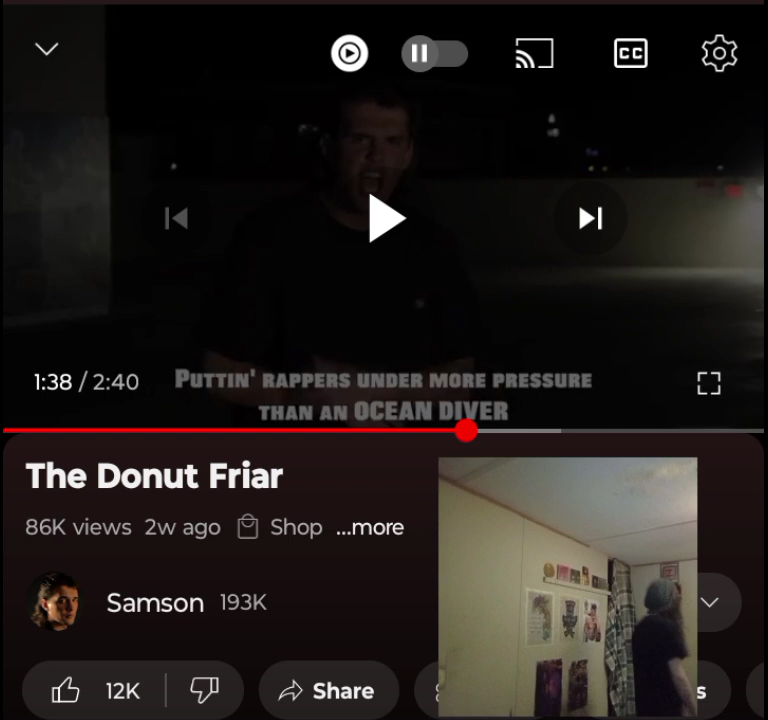 CC
1:38 / 2:40
Puttin' rappers under more pressure
than an ocean diver
The Donut Friar
86K views 2w ago Shop ...more
Samson 193K
12K Share s